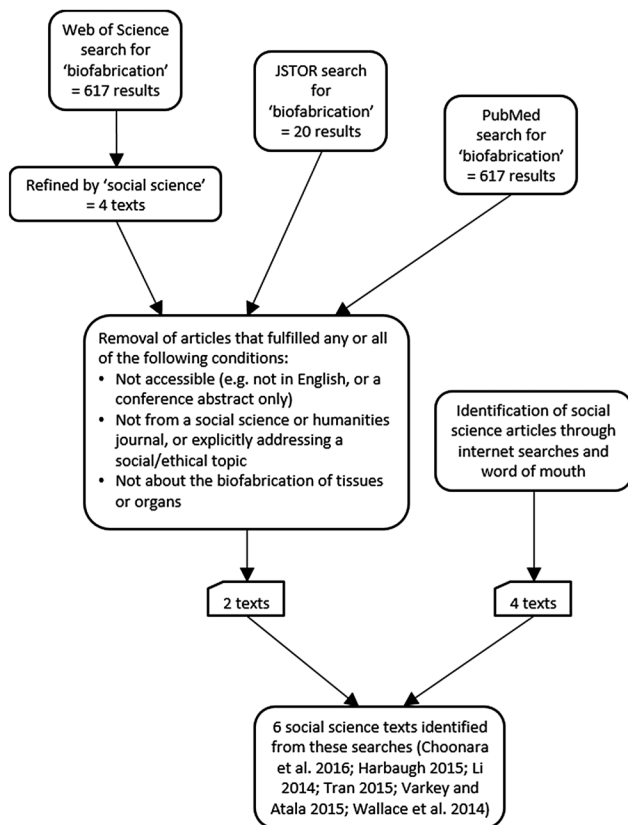 Web of Science
search for
‘biofabrication’
= 617 results
JSTOR search
for
‘biofabrication’
= 20 results
PubMed
search for
‘biofabrication’
= 617 results
Refined by ‘social science’
= 4 texts
Removal of articles that fulfilled any or all
of the following conditions:
• Not accessible (e.g. not in English, or a
conference abstract only)
• Not from a social science or humanities
journal, or explicitly addressing a
social/ethical topic
• Not about the biofabrication of tissues
or organs
Identification of social
science articles through
internet searches and
word of mouth
2 texts
4 texts
6 social science texts identified
from these searches (Choonara
et al. 2016; Harbaugh 2015; Li
2014; Tran 2015; Varkey and
Atala 2015; Wallace et al. 2014)